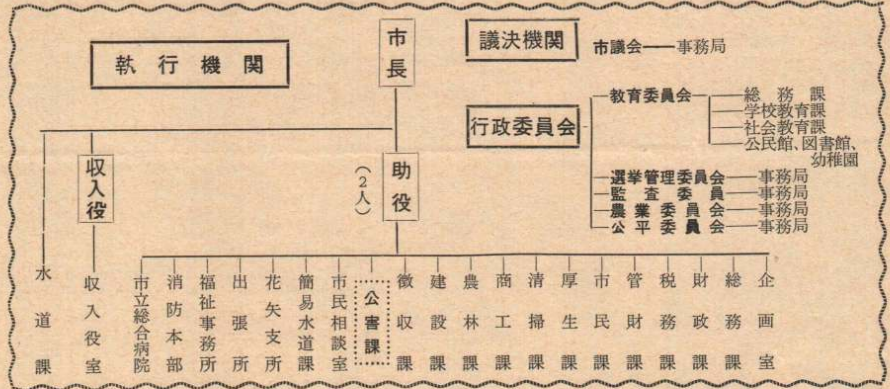 執行機関
市長
議決機関
市議会――事務局
行政委員会
教育委員会
総務課
学校教育課
社会教育課
公民館、図書館、
幼稚園
選挙管理委員会――事務局
監査委員――事務局
農業委員会――事務局
公平委員会――事務局
収入役
助役
(2人)
企画室
総務課
財政課
税務課
管財課
市民課
厚生課
清掃課
商工課
農林課
建設課
徴収課
公害課
市民相談室
簡易水道課
花矢支所
出張所
福祉事務所
消防本部
市立総合病院
収入役室
水道課